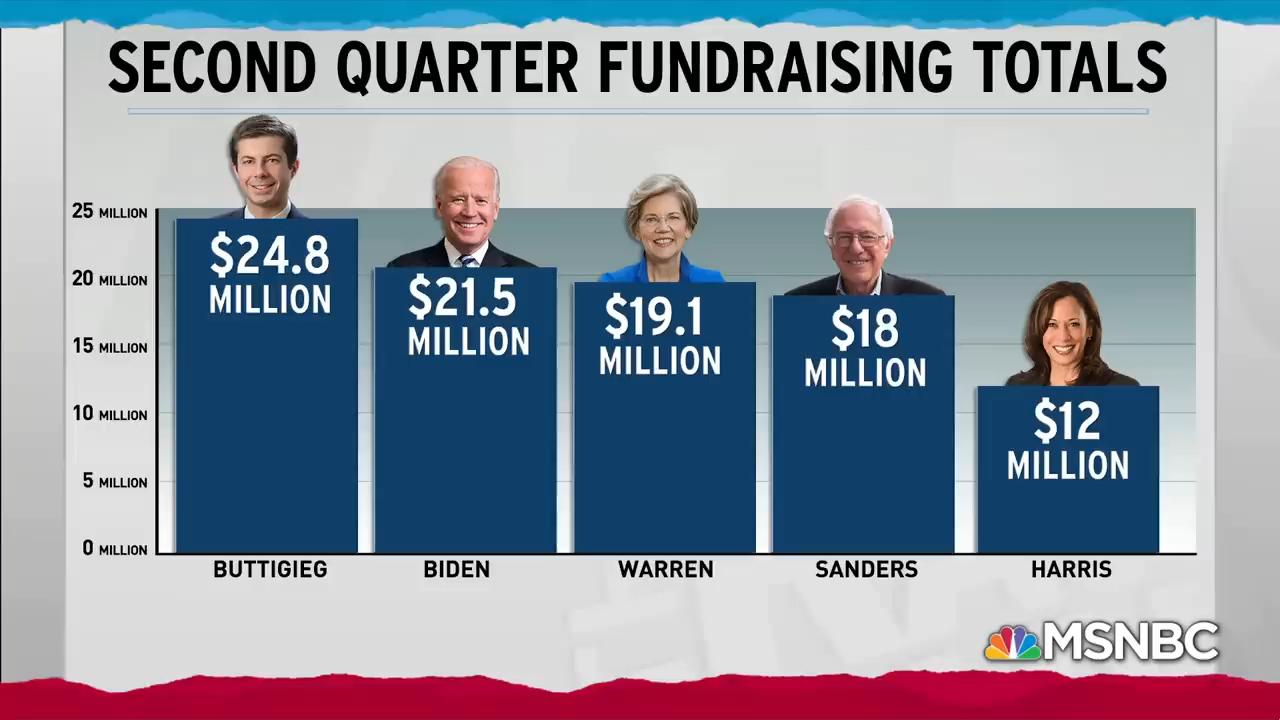 SECOND QUARTER FUNDRAISING TOTALS
25 MILLION
20 MILLION
15 MILLION
10 MILLION
5 MILLION
0 MILLION
$24.8
MILLION
$21.5
MILLION
$19.1
MILLION
$18
MILLION
$12
MILLION
BUTTIGIEG
BIDEN
WARREN
SANDERS
HARRIS
MSNBC